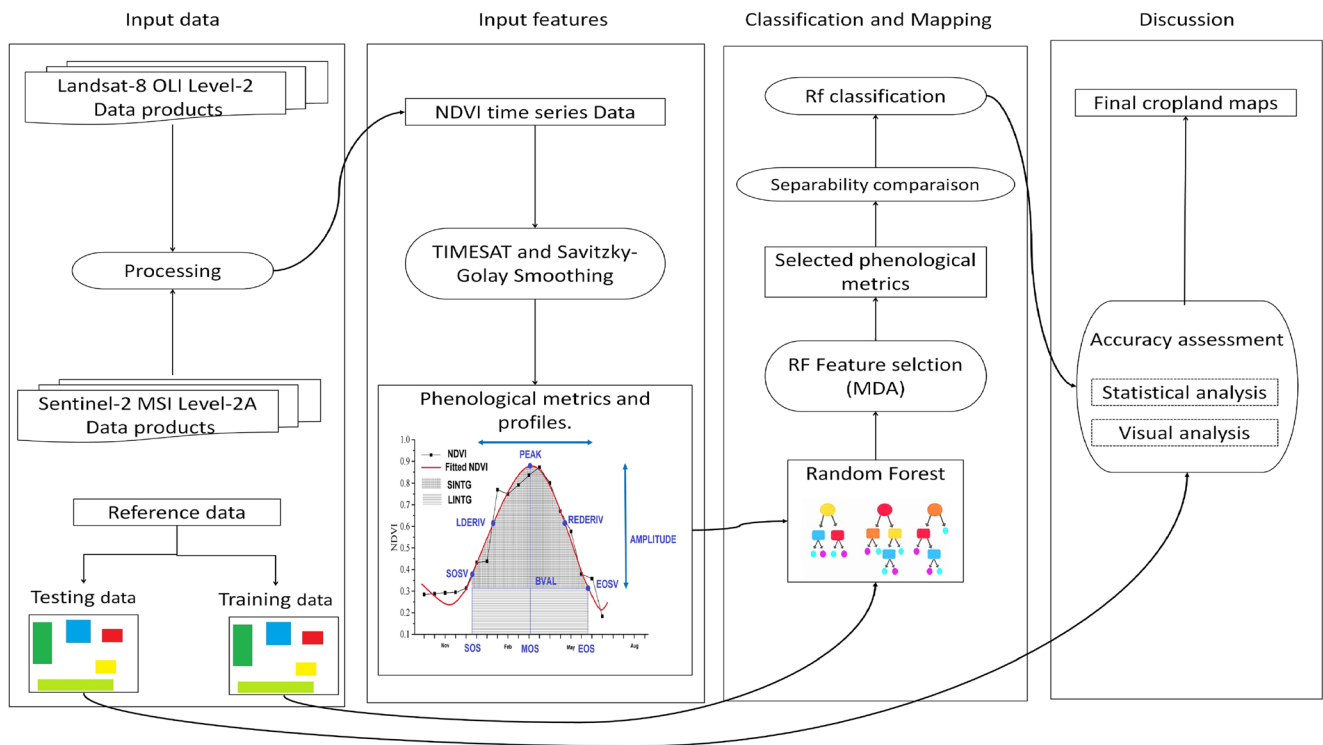 Input data
Input features
Classification and Mapping
Discussion
Landsat-8 OLI Level-2
Data products
Processing
Sentinel-2 MSI Level-2A
Data products
Reference data
Testing data
Training data
NDVI time series Data
TIMESAT and Savitzky-
Golay Smoothing
Phenological metrics and
profiles.
1.0
0.9
0.8
0.7
0.6
0.5
0.4
0.3
0.2
0.1
NDVI
NDVI
Fitted NDVI
SINTG
LINTG
PEAK
LDERIV
REDERIV
AMPLITUDE
SOSV
BVAL
EOSV
Nov
SOS
Feb
MOS
May
EOS
Aug
Rf classification
Separability comparaison
Selected phenological
metrics
RF Feature selction
(MDA)
Random Forest
Final cropland maps
Accuracy assessment
Statistical analysis
Visual analysis